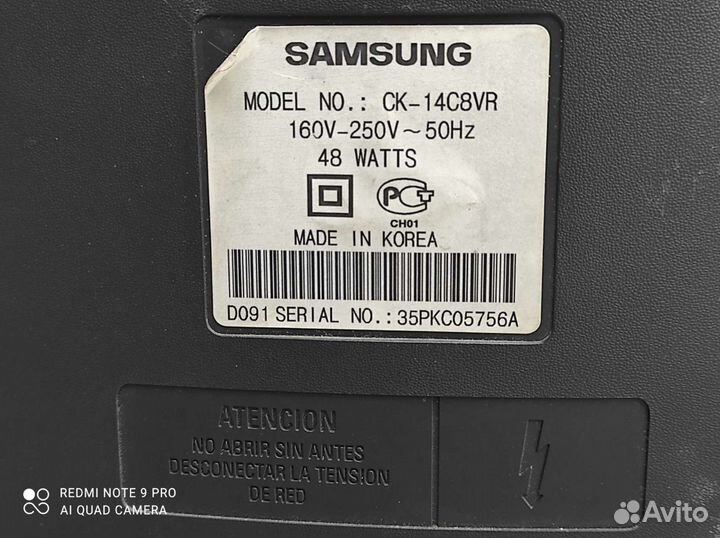 SAMSUNG
MODEL NO.: CK-14C8VR
160V-250V~50Hz
48 WATTS
РСТ
CH01
MADE IN KOREA
D091 SERIAL NO.:35PKC05756A
ATENCION
NO ABRIR SIN ANTES
DESCONECTAR LA TENSION
DE RED
REDMI NOTE 9 PRO
AI QUAD CAMERA
Avito